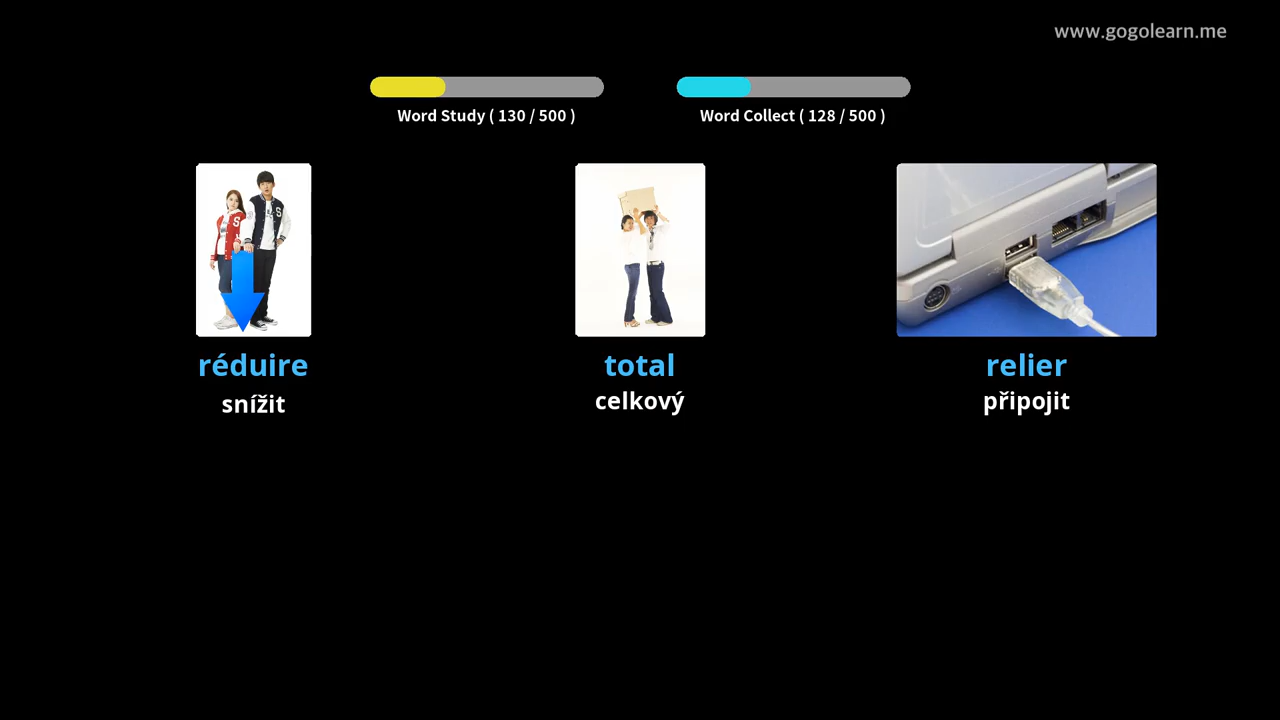 www.gogolearn.me
Word Study ( 130 / 500 )
Word Collect ( 128 / 500 )
réduire
total
relier
snížit
celkový
připojit